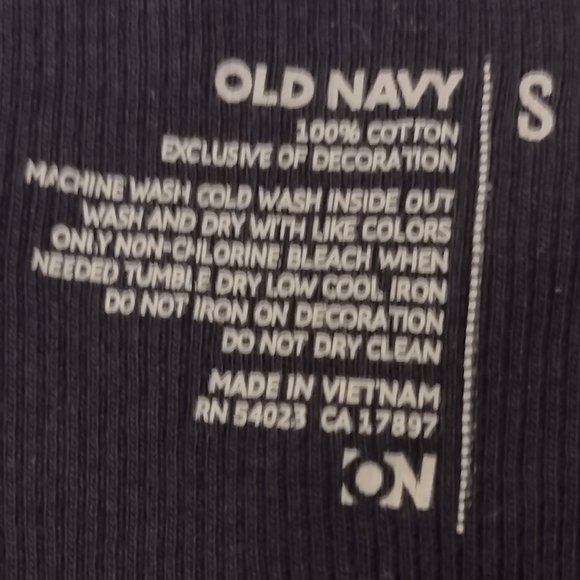 OLD NAVY
S
100% COTTON
EXCLUSIVE OF DECORATION
MACHINE WASH COLD WASH INSIDE OUT
WASH AND DRY WITH LIKE COLORS
ONLY NON-CHLORINE BLEACH WHEN
NEEDED TUMBLE DRY LOW COOL IRON
DO NOT IRON ON DECORATION
DO NOT DRY CLEAN
MADE IN VIETNAM
RN 54023 CA 17897
ON